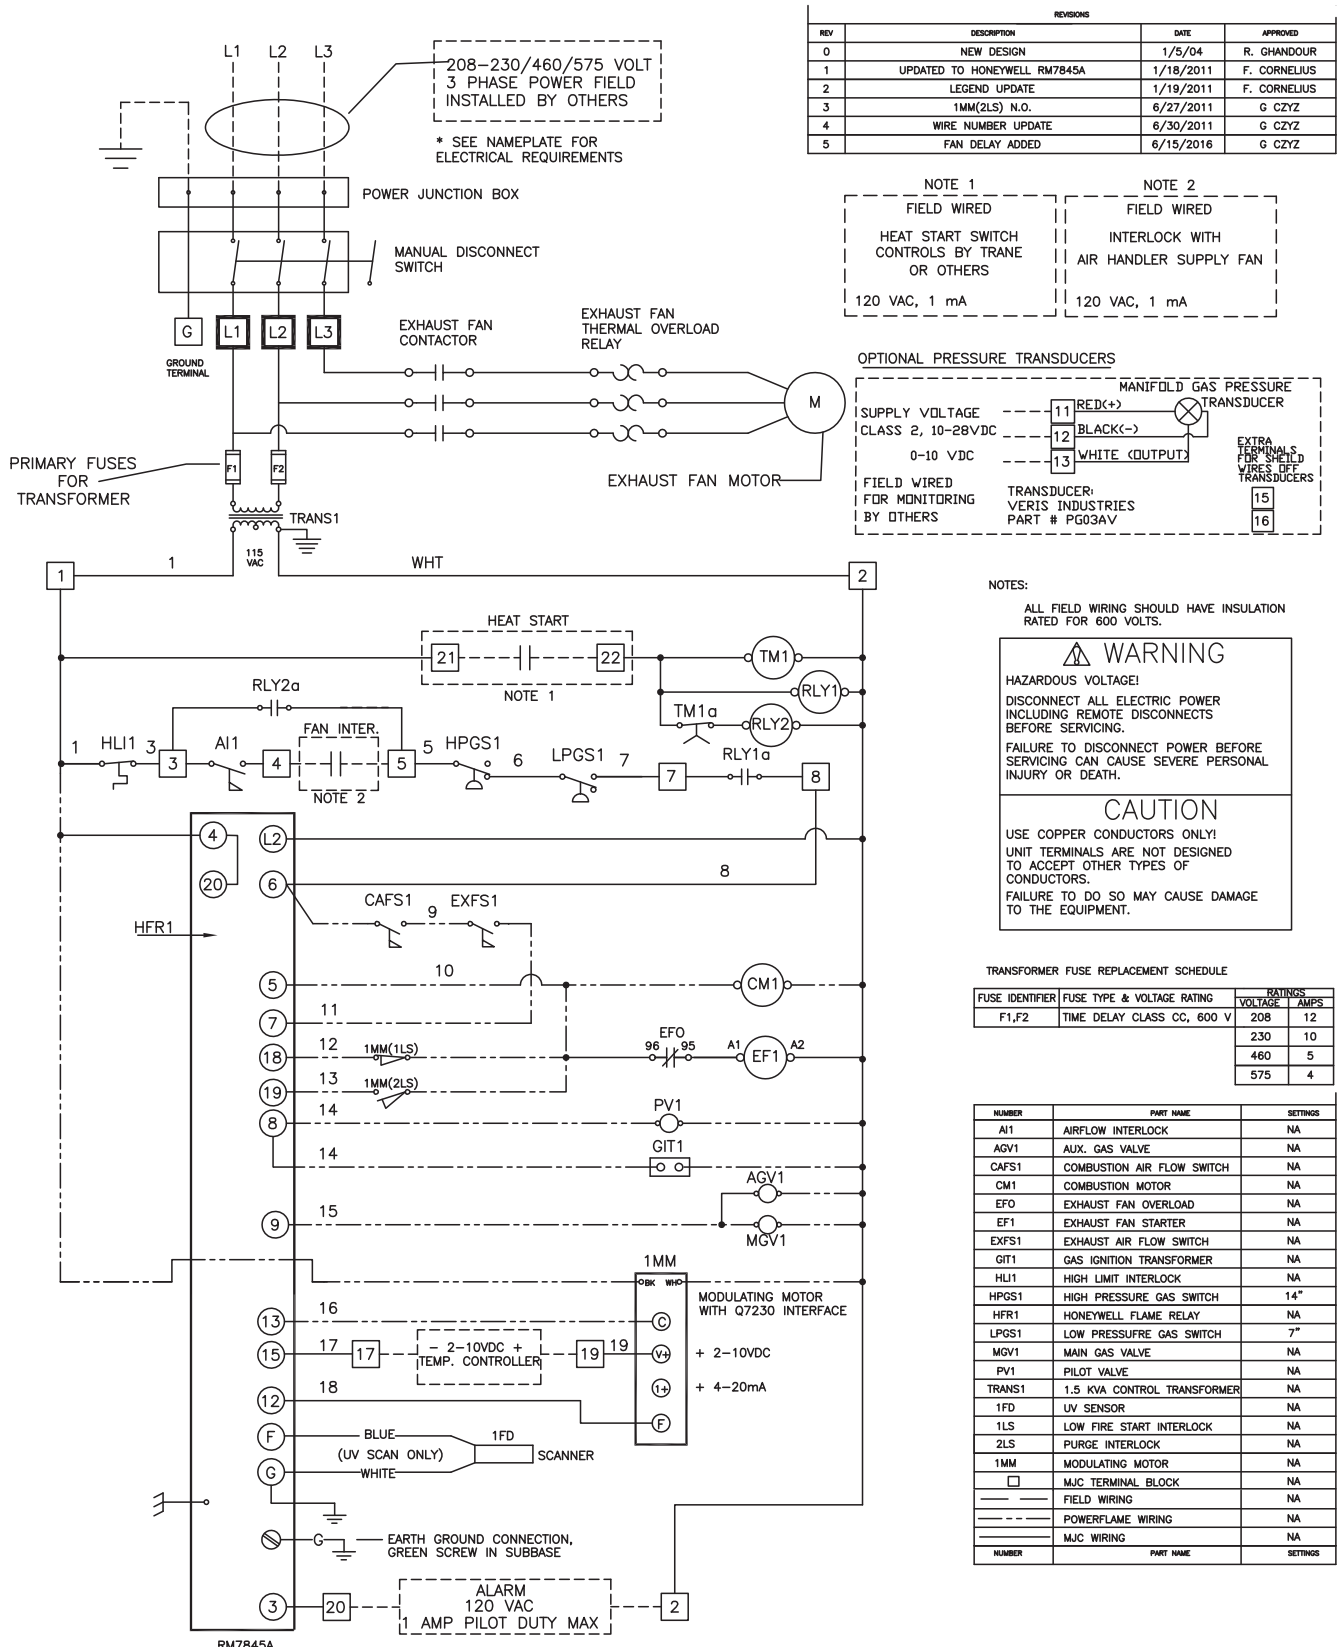 REVISIONS
REV DESCRIPTION DATE APPROVED
0 NEW DESIGN 1/5/04 R. GHANDOUR
1 UPDATED TO HONEYWELL RM7845A 1/18/2011 F. CORNELIUS
2 LEGEND UPDATE 1/19/2011 F. CORNELIUS
3 1MM(2LS) N.O. 6/27/2011 G CZYZ
4 WIRE NUMBER UPDATE 6/30/2011 G CZYZ
5 FAN DELAY ADDED 6/15/2016 G CZYZ
L1 L2 L3
208-230/460/575 VOLT
3 PHASE POWER FIELD
INSTALLED BY OTHERS
* SEE NAMEPLATE FOR
ELECTRICAL REQUIREMENTS
POWER JUNCTION BOX
MANUAL DISCONNECT
SWITCH
G L1 L2 L3
GROUND
TERMINAL
EXHAUST FAN
CONTACTOR
EXHAUST FAN
THERMAL OVERLOAD
RELAY
M
EXHAUST FAN MOTOR
PRIMARY FUSES
FOR
TRANSFORMER
F1 F2
TRANS1
115
VAC
1 1 WHT 2
NOTE 1
FIELD WIRED
HEAT START SWITCH
CONTROLS BY TRANE
OR OTHERS
120 VAC, 1 mA
NOTE 2
FIELD WIRED
INTERLOCK WITH
AIR HANDLER SUPPLY FAN
120 VAC, 1 mA
OPTIONAL PRESSURE TRANSDUCERS
MANIFOLD GAS PRESSURE
TRANSDUCER
SUPPLY VOLTAGE
CLASS 2, 10-28VDC
0-10 VDC
11 RED(+)
12 BLACK(-)
13 WHITE (OUTPUT)
FIELD WIRED
FOR MONITORING
BY OTHERS
TRANSDUCER:
VERIS INDUSTRIES
PART # PG03AV
EXTRA
TERMINALS
FOR SHEILD
WIRES OFF
TRANSDUCERS
15
16
HEAT START
21 22
NOTE 1
TM1
RLY1
TM1a RLY2
RLY2a
FAN INTER.
1 HLI1 3 3 AI1 4 5 5 HPGS1 6 LPGS1 7 7 RLY1a 8
NOTE 2
4 L2
20 6 8
HFR1
CAFS1 9 EXFS1
5 10 CM1
7 11
18 12 1MM(1LS) EFO 96 95 A1 EF1 A2
19 13 1MM(2LS)
8 14 PV1
14 GIT1
AGV1
9 15 MGV1
1MM
BK WH
MODULATING MOTOR
WITH Q7230 INTERFACE
13 16 C
15 17 17 - 2-10VDC + 19 19 V+ + 2-10VDC
TEMP. CONTROLLER
1+ + 4-20mA
12 18 F
F BLUE 1FD
(UV SCAN ONLY) SCANNER
G WHITE
G EARTH GROUND CONNECTION,
GREEN SCREW IN SUBBASE
3 20 2
ALARM
120 VAC
1 AMP PILOT DUTY MAX
RM7845A
NOTES:
ALL FIELD WIRING SHOULD HAVE INSULATION
RATED FOR 600 VOLTS.
WARNING
HAZARDOUS VOLTAGE!
DISCONNECT ALL ELECTRIC POWER
INCLUDING REMOTE DISCONNECTS
BEFORE SERVICING.
FAILURE TO DISCONNECT POWER BEFORE
SERVICING CAN CAUSE SEVERE PERSONAL
INJURY OR DEATH.
CAUTION
USE COPPER CONDUCTORS ONLY!
UNIT TERMINALS ARE NOT DESIGNED
TO ACCEPT OTHER TYPES OF
CONDUCTORS.
FAILURE TO DO SO MAY CAUSE DAMAGE
TO THE EQUIPMENT.
TRANSFORMER FUSE REPLACEMENT SCHEDULE
FUSE IDENTIFIER FUSE TYPE & VOLTAGE RATING RATINGS
VOLTAGE AMPS
F1,F2 TIME DELAY CLASS CC, 600 V 208 12
230 10
460 5
575 4
NUMBER PART NAME SETTINGS
AI1 AIRFLOW INTERLOCK NA
AGV1 AUX. GAS VALVE NA
CAFS1 COMBUSTION AIR FLOW SWITCH NA
CM1 COMBUSTION MOTOR NA
EFO EXHAUST FAN OVERLOAD NA
EF1 EXHAUST FAN STARTER NA
EXFS1 EXHAUST AIR FLOW SWITCH NA
GIT1 GAS IGNITION TRANSFORMER NA
HLI1 HIGH LIMIT INTERLOCK NA
HPGS1 HIGH PRESSURE GAS SWITCH 14"
HFR1 HONEYWELL FLAME RELAY NA
LPGS1 LOW PRESSUFRE GAS SWITCH 7"
MGV1 MAIN GAS VALVE NA
PV1 PILOT VALVE NA
TRANS1 1.5 KVA CONTROL TRANSFORMER NA
1FD UV SENSOR NA
1LS LOW FIRE START INTERLOCK NA
2LS PURGE INTERLOCK NA
1MM MODULATING MOTOR NA
MJC TERMINAL BLOCK NA
FIELD WIRING NA
POWERFLAME WIRING NA
MJC WIRING NA
NUMBER PART NAME SETTINGS